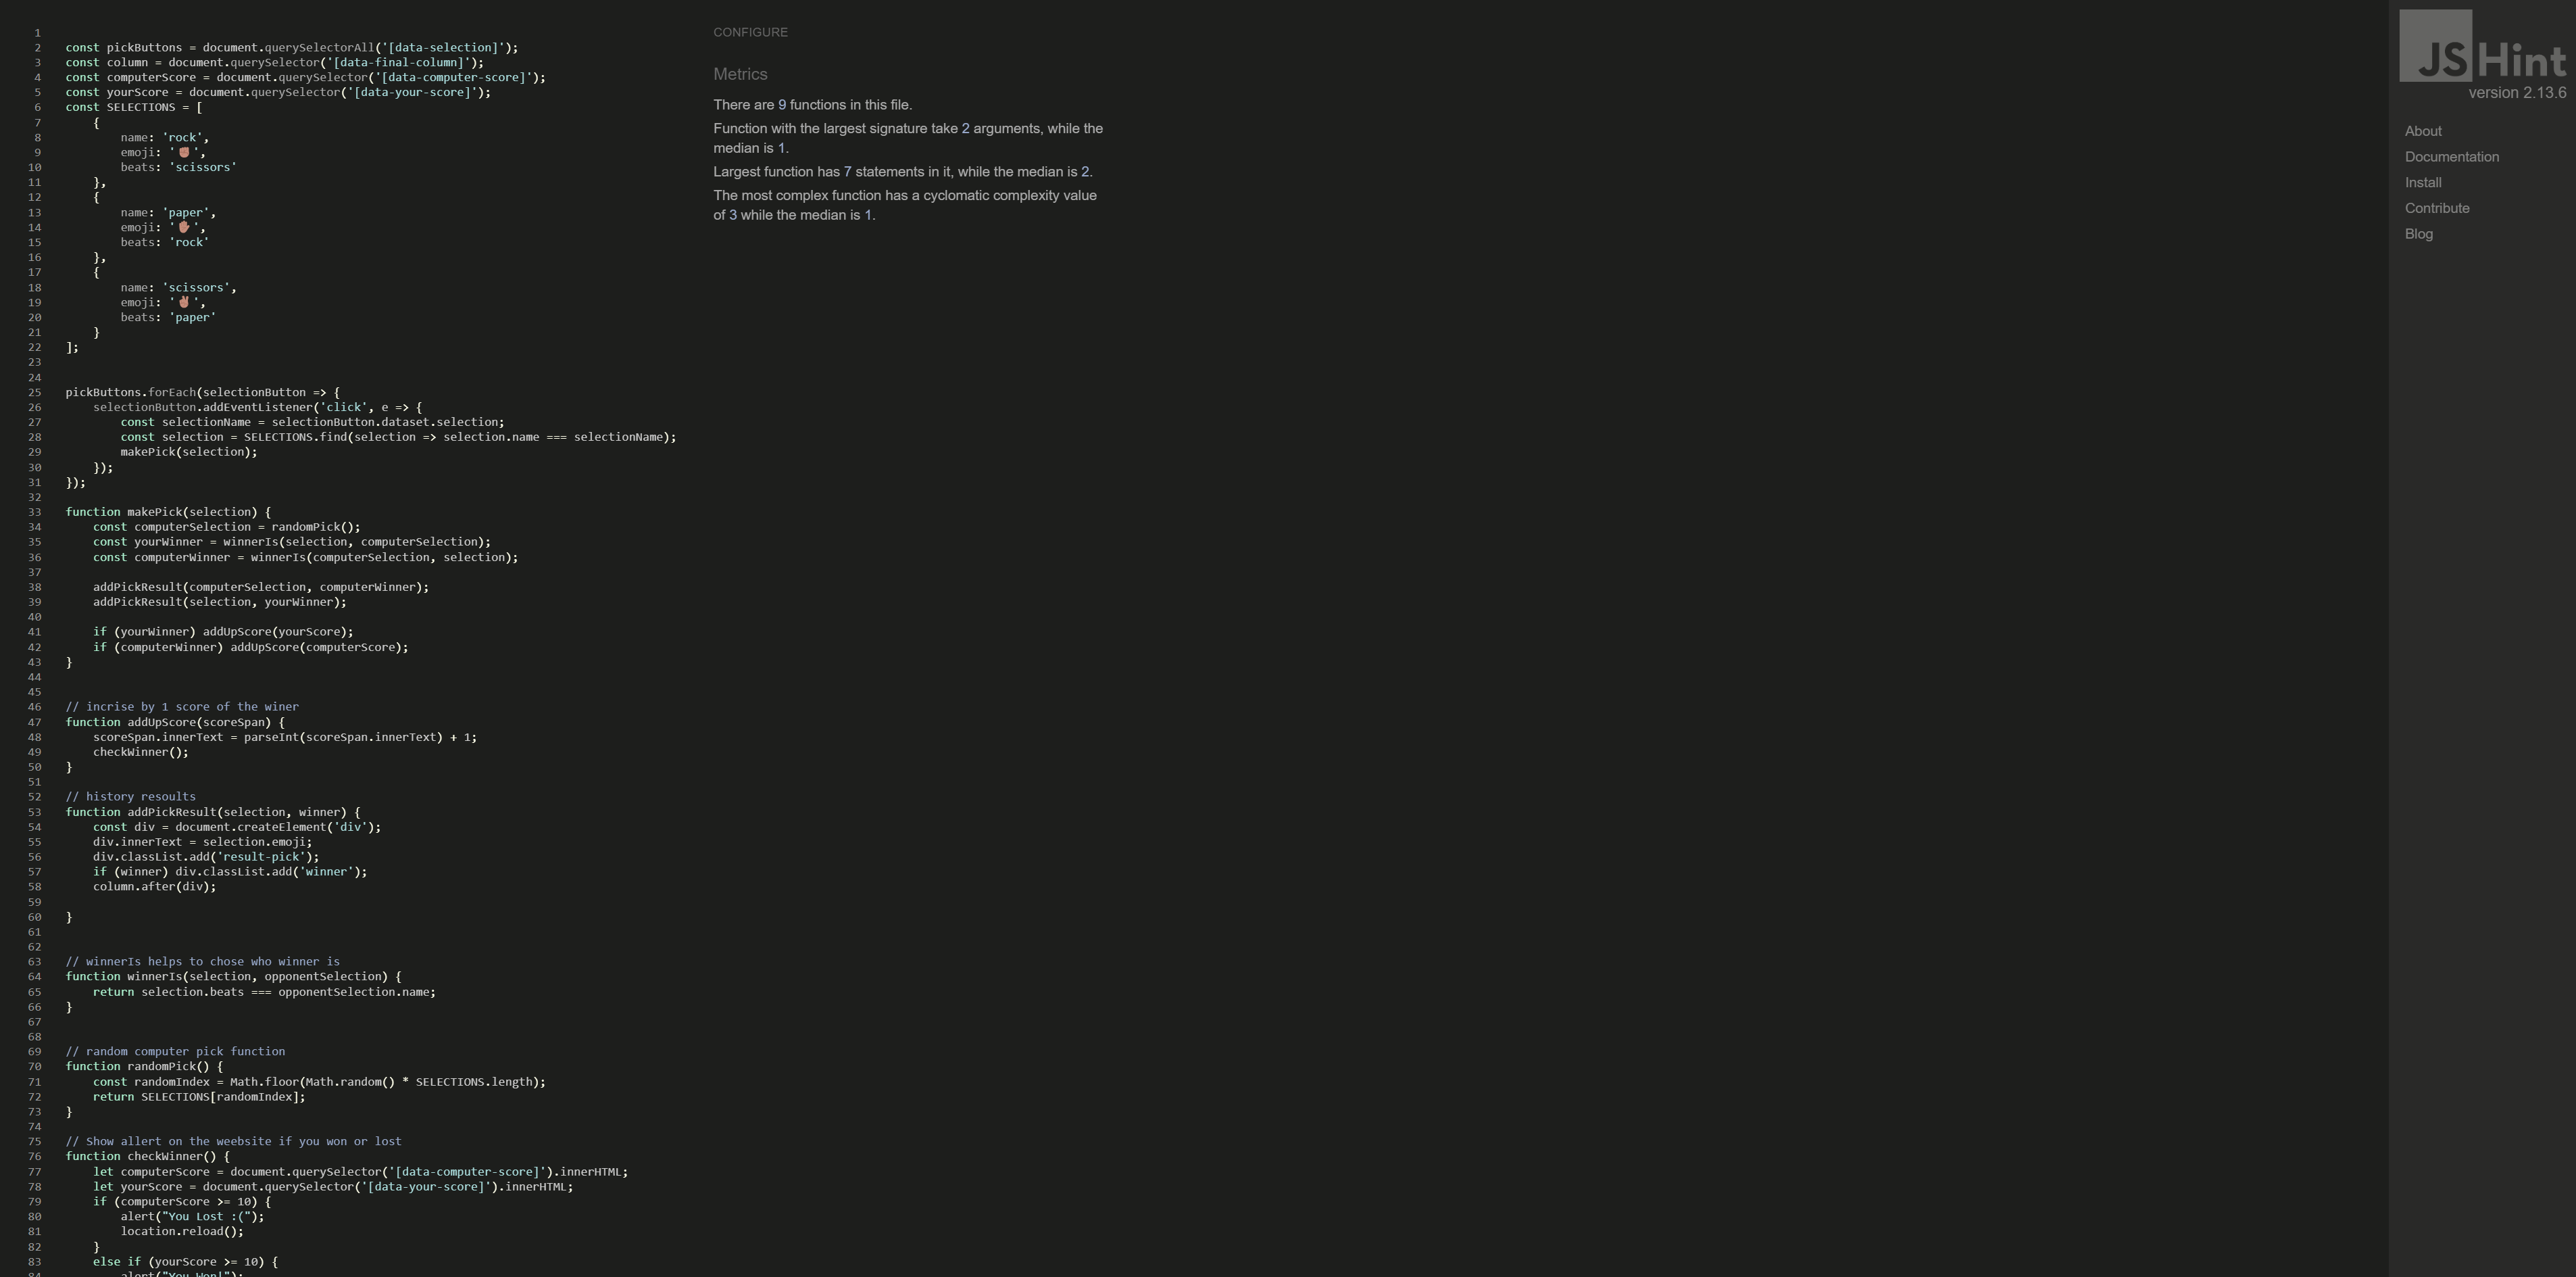 1
2 const pickButtons = document.querySelectorAll('[data-selection]');
3 const column = document.querySelector('[data-final-column]');
4 const computerScore = document.querySelector('[data-computer-score]');
5 const yourScore = document.querySelector('[data-your-score]');
6 const SELECTIONS = [
7 {
8 name: 'rock',
9 emoji: '✊🏽',
10 beats: 'scissors'
11 },
12 {
13 name: 'paper',
14 emoji: '✋🏽',
15 beats: 'rock'
16 },
17 {
18 name: 'scissors',
19 emoji: '✌🏽',
20 beats: 'paper'
21 }
22 ];
23
24
25 pickButtons.forEach(selectionButton => {
26 selectionButton.addEventListener('click', e => {
27 const selectionName = selectionButton.dataset.selection;
28 const selection = SELECTIONS.find(selection => selection.name === selectionName);
29 makePick(selection);
30 });
31 });
32
33 function makePick(selection) {
34 const computerSelection = randomPick();
35 const yourWinner = winnerIs(selection, computerSelection);
36 const computerWinner = winnerIs(computerSelection, selection);
37
38 addPickResult(computerSelection, computerWinner);
39 addPickResult(selection, yourWinner);
40
41 if (yourWinner) addUpScore(yourScore);
42 if (computerWinner) addUpScore(computerScore);
43 }
44
45
46 // incrise by 1 score of the winer
47 function addUpScore(scoreSpan) {
48 scoreSpan.innerText = parseInt(scoreSpan.innerText) + 1;
49 checkWinner();
50 }
51
52 // history resoults
53 function addPickResult(selection, winner) {
54 const div = document.createElement('div');
55 div.innerText = selection.emoji;
56 div.classList.add('result-pick');
57 if (winner) div.classList.add('winner');
58 column.after(div);
59
60 }
61
62
63 // winnerIs helps to chose who winner is
64 function winnerIs(selection, opponentSelection) {
65 return selection.beats === opponentSelection.name;
66 }
67
68
69 // random computer pick function
70 function randomPick() {
71 const randomIndex = Math.floor(Math.random() * SELECTIONS.length);
72 return SELECTIONS[randomIndex];
73 }
74
75 // Show allert on the weebsite if you won or lost
76 function checkWinner() {
77 let computerScore = document.querySelector('[data-computer-score]').innerHTML;
78 let yourScore = document.querySelector('[data-your-score]').innerHTML;
79 if (computerScore >= 10) {
80 alert("You Lost :(");
81 location.reload();
82 }
83 else if (yourScore >= 10) {
84 alert("You Won!");
CONFIGURE
Metrics
There are 9 functions in this file.
Function with the largest signature take 2 arguments, while the
median is 1.
Largest function has 7 statements in it, while the median is 2.
The most complex function has a cyclomatic complexity value
of 3 while the median is 1.
JSHint
version 2.13.6
About
Documentation
Install
Contribute
Blog